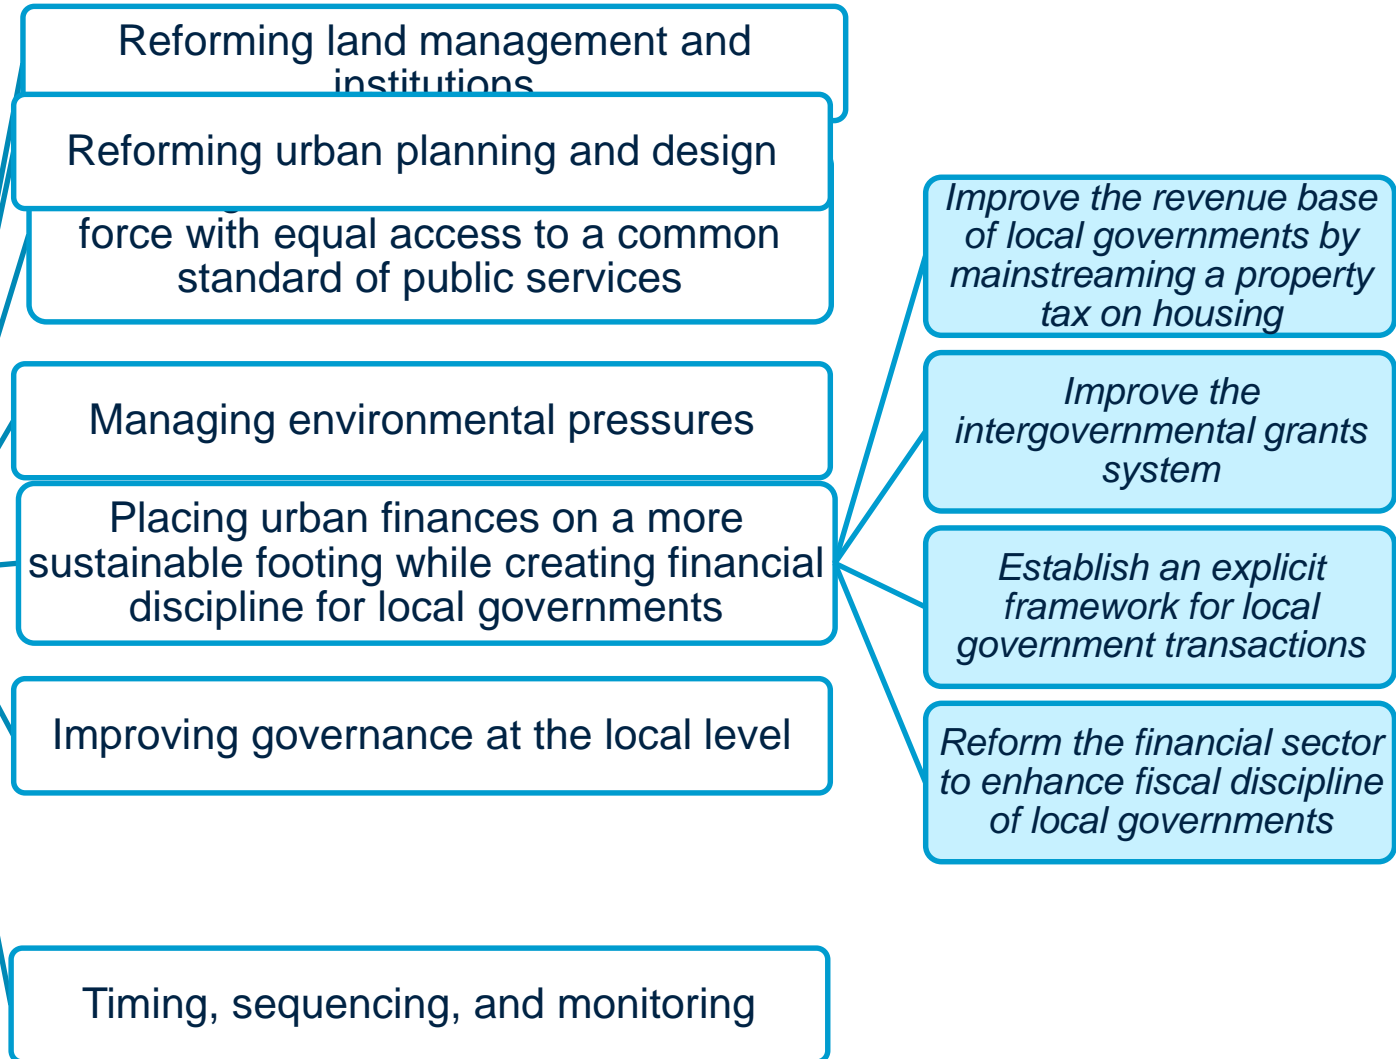 Reforming land management and
institutions
Reforming urban planning and design
force with equal access to a common
standard of public services
Managing environmental pressures
Placing urban finances on a more
sustainable footing while creating financial
discipline for local governments
Improving governance at the local level
Timing, sequencing, and monitoring
Improve the revenue base
of local governments by
mainstreaming a property
tax on housing
Improve the
intergovernmental grants
system
Establish an explicit
framework for local
government transactions
Reform the financial sector
to enhance fiscal discipline
of local governments